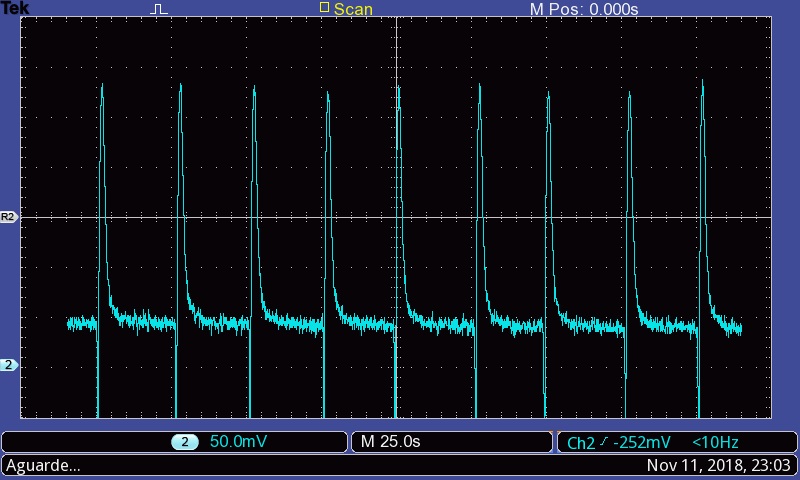 Tek Scan M Pos: 0.000s
R2
2
2 50.0mV M 25.0s Ch2 -252mV <10Hz
Aguarde... Nov 11, 2018, 23:03